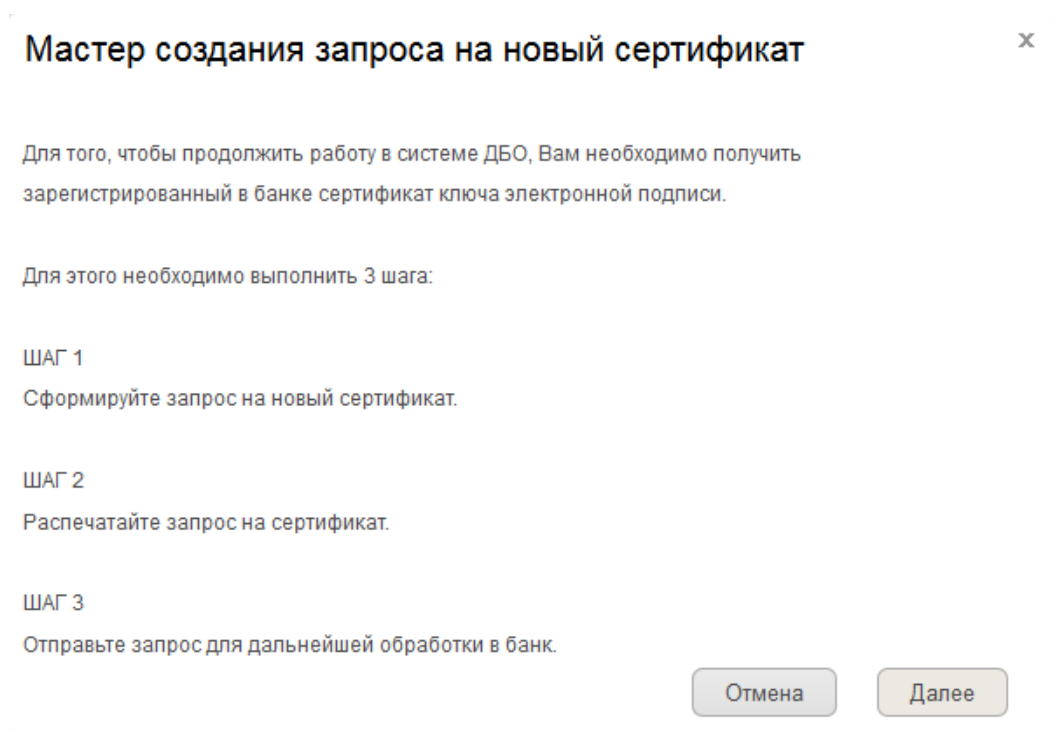 Мастер создания запроса на новый сертификат
x
Для того, чтобы продолжить работу в системе ДБО, Вам необходимо получить
зарегистрированный в банке сертификат ключа электронной подписи.
Для этого необходимо выполнить 3 шага:
ШАГ 1
Сформируйте запрос на новый сертификат.
ШАГ 2
Распечатайте запрос на сертификат.
ШАГ 3
Отправьте запрос для дальнейшей обработки в банк.
Отмена Далее